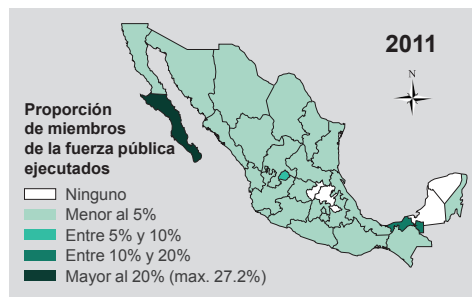 2011
N
Proporción
de miembros
de la fuerza pública
ejecutados
Ninguno
Menor al 5%
Entre 5% y 10%
Entre 10% y 20%
Mayor al 20% (max. 27.2%)